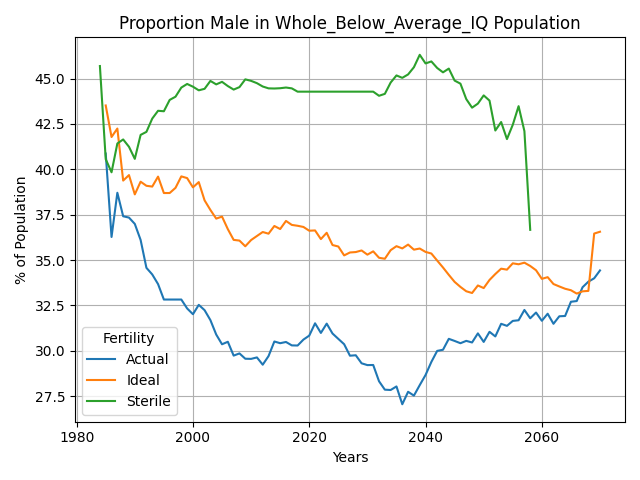 Proportion Male in Whole_Below_Average_IQ Population
% of Population
45.0
42.5
40.0
37.5
35.0
32.5
30.0
27.5
Fertility
Actual
Ideal
Sterile
1980
2000
2020
2040
2060
Years